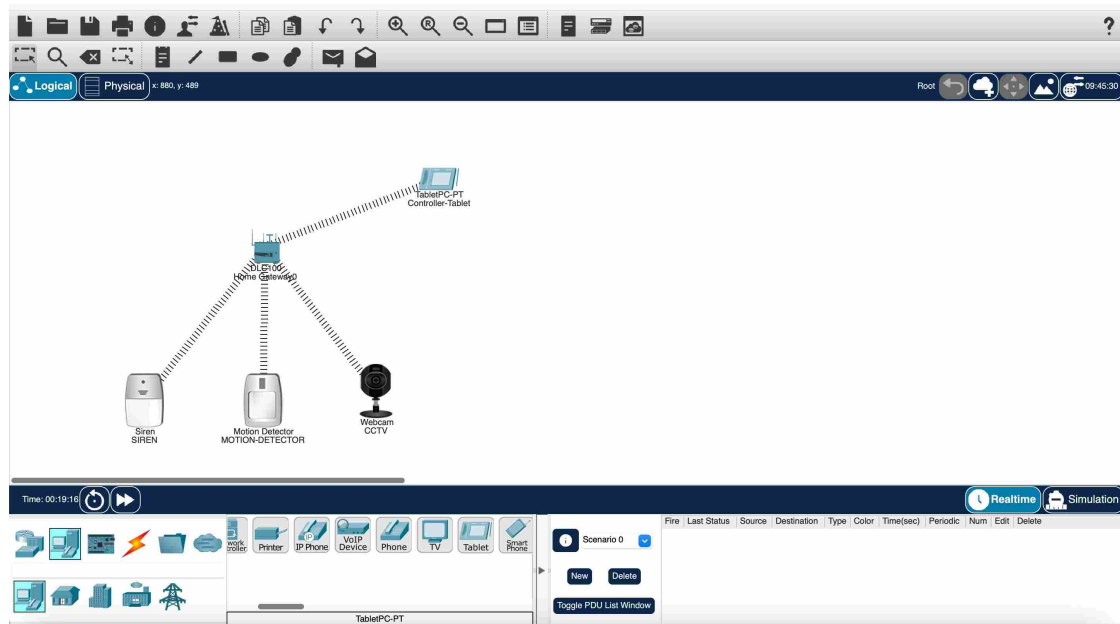 ?
Logical
Physical
x: 880, y: 489
Root
09:45:30
TabletPC-PT
Controller-Tablet
DLC100
Home Gateway0
Siren
SIREN
Motion Detector
MOTION-DETECTOR
Webcam
CCTV
Time: 00:19:16
Realtime
Simulation
Printer
IP Phone
VoIP
Device
Phone
TV
Tablet
Smart
Phone
TabletPC-PT
Scenario 0
New
Delete
Toggle PDU List Window
Fire Last Status Source Destination Type Color Time(sec) Periodic Num Edit Delete